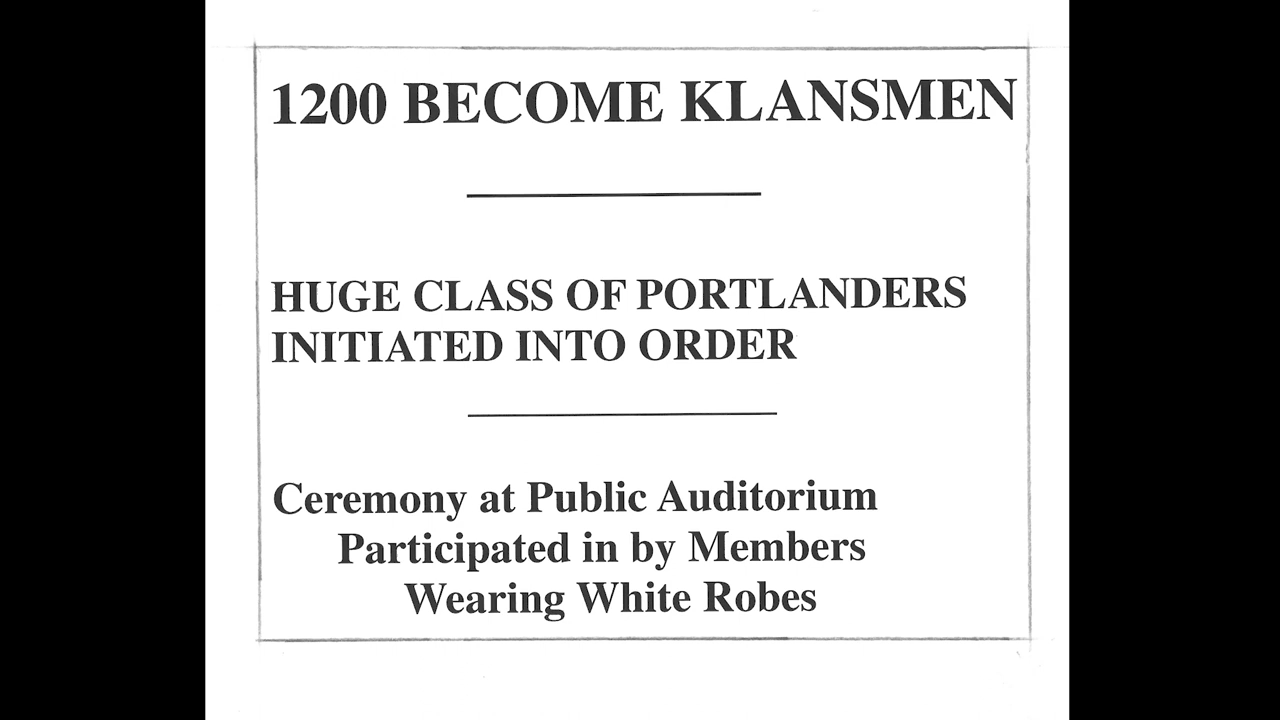 1200 BECOME KLANSMEN
HUGE CLASS OF PORTLANDERS
INITIATED INTO ORDER
Ceremony at Public Auditorium
Participated in by Members
Wearing White Robes